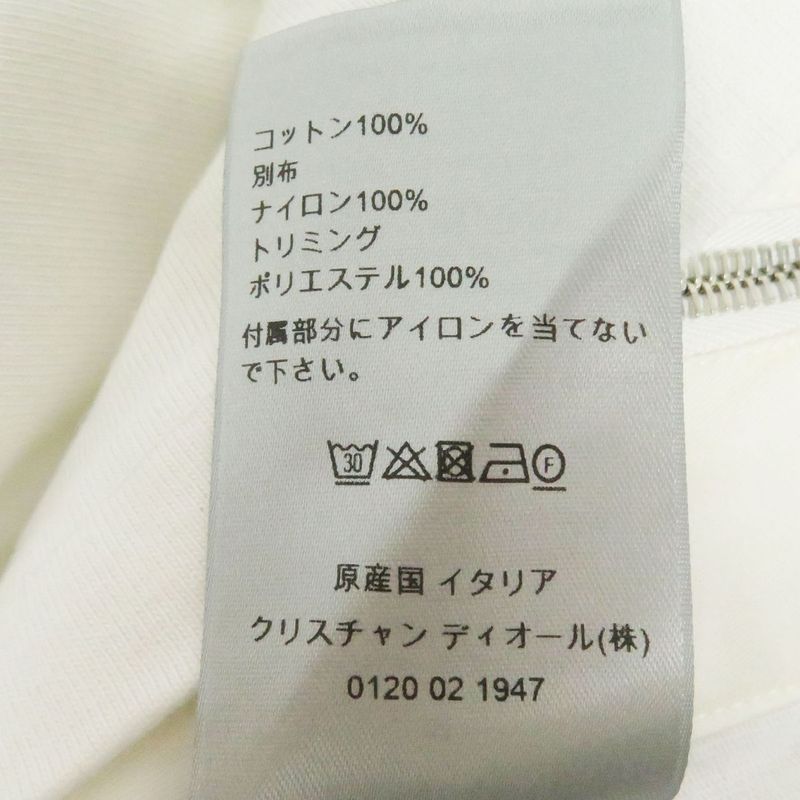 コットン100%
別布
ナイロン100%
トリミング
ポリエステル100%
付属部分にアイロンを当てない
で下さい。
30 F
原産国 イタリア
クリスチャン ディオール(株)
0120 02 1947